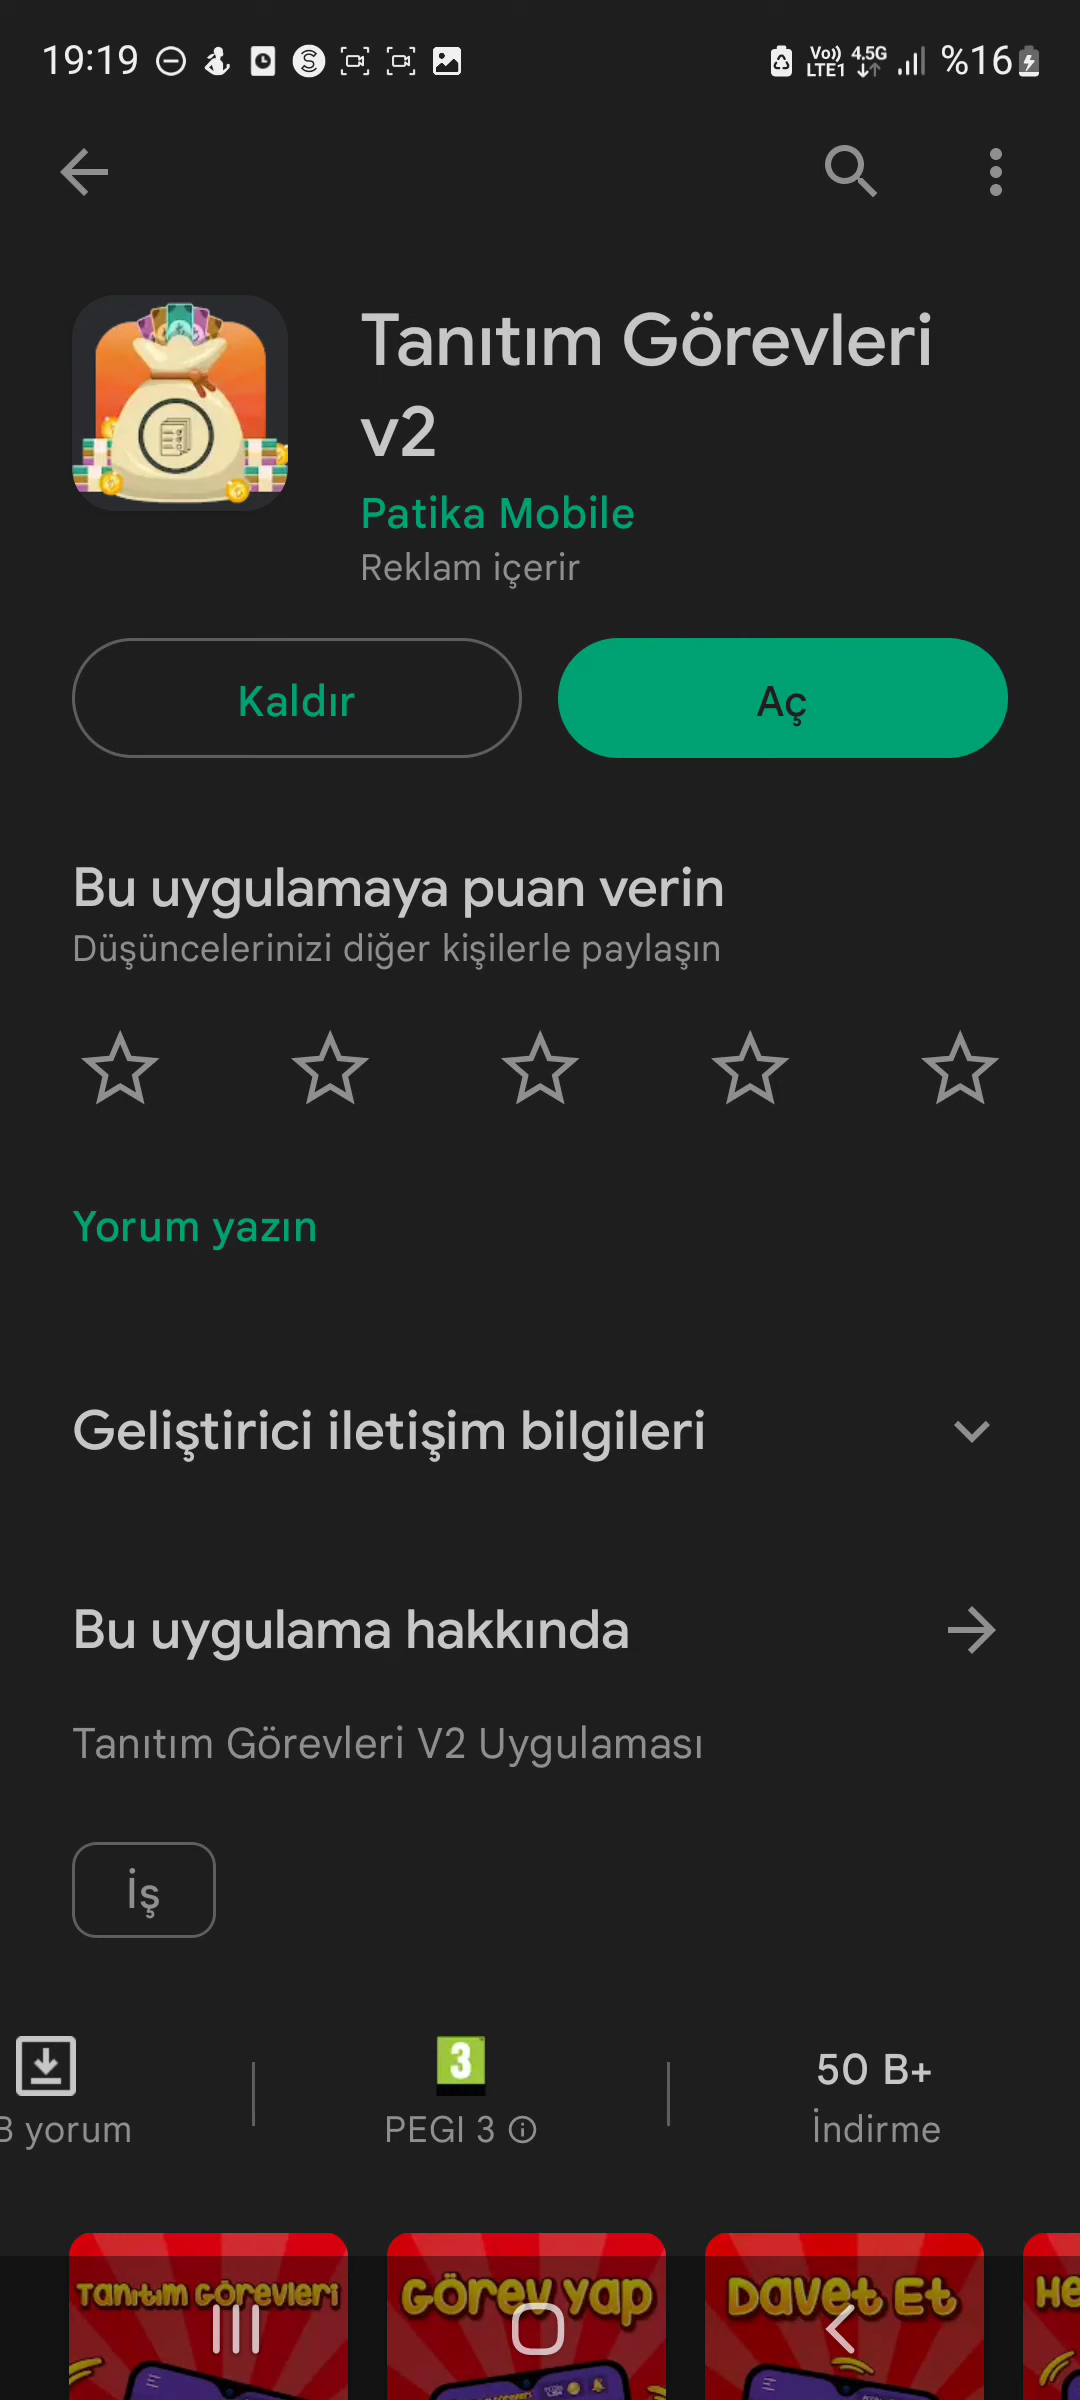 19:19
Vo)) LTE1 4.5G %16
Tanıtım Görevleri
v2
Patika Mobile
Reklam içerir
Kaldır
Aç
Bu uygulamaya puan verin
Düşüncelerinizi diğer kişilerle paylaşın
Yorum yazın
Geliştirici iletişim bilgileri
Bu uygulama hakkında
Tanıtım Görevleri V2 Uygulaması
İş
3
50 B+
B yorum
PEGI 3
İndirme
Tanıtım Görevleri
Görev Yap
Davet Et
He